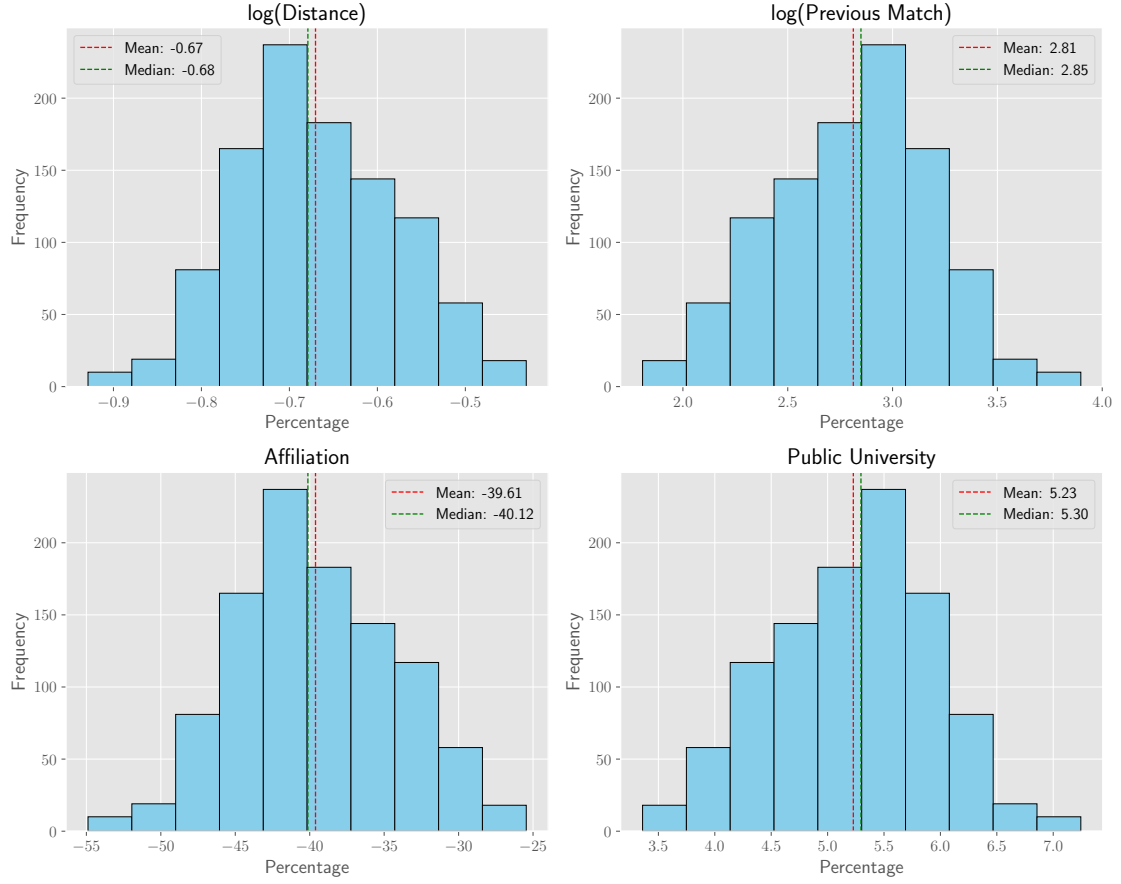 log(Distance)
Mean: -0.67
Median: -0.68
Frequency
200
150
100
50
0
−0.9 −0.8 −0.7 −0.6 −0.5
Percentage
log(Previous Match)
Mean: 2.81
Median: 2.85
Frequency
200
150
100
50
0
2.0 2.5 3.0 3.5 4.0
Percentage
Affiliation
Mean: -39.61
Median: -40.12
Frequency
200
150
100
50
0
−55 −50 −45 −40 −35 −30 −25
Percentage
Public University
Mean: 5.23
Median: 5.30
Frequency
200
150
100
50
0
3.5 4.0 4.5 5.0 5.5 6.0 6.5 7.0
Percentage